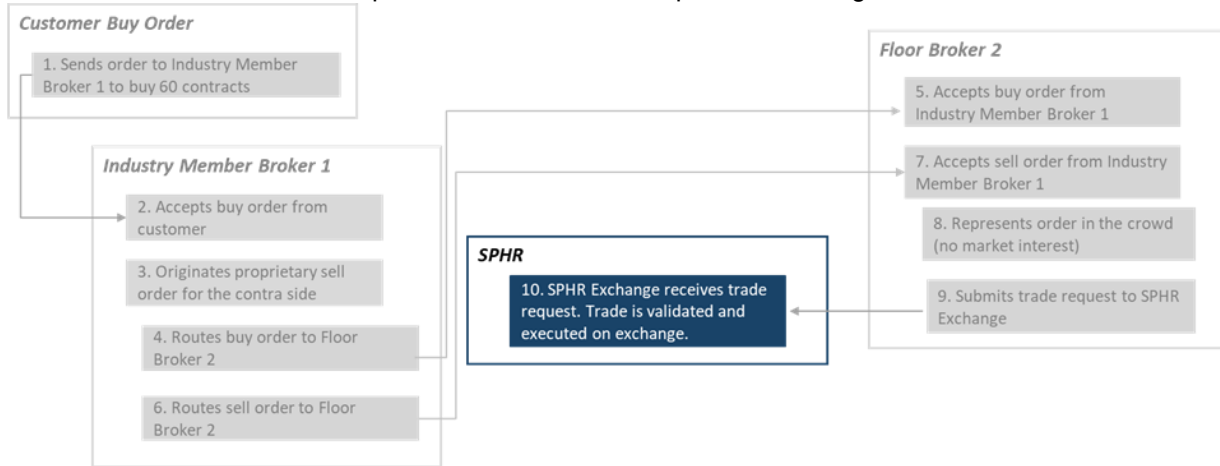 Customer Buy Order
1. Sends order to Industry Member
Broker 1 to buy 60 contracts
Industry Member Broker 1
2. Accepts buy order from
customer
3. Originates proprietary sell
order for the contra side
4. Routes buy order to Floor
Broker 2
6. Routes sell order to Floor
Broker 2
SPHR
10. SPHR Exchange receives trade
request. Trade is validated and
executed on exchange.
Floor Broker 2
5. Accepts buy order from
Industry Member Broker 1
7. Accepts sell order from Industry
Member Broker 1
8. Represents order in the crowd
(no market interest)
9. Submits trade request to SPHR
Exchange